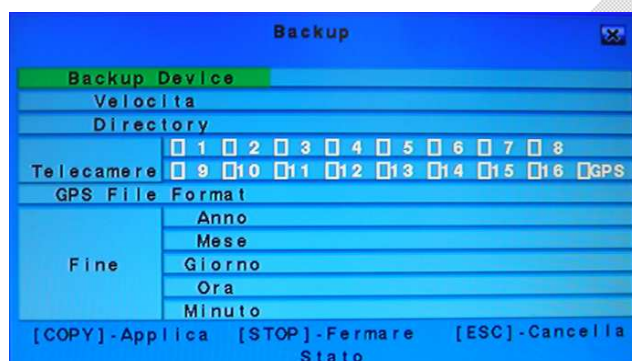 Backup
Backup Device
Velocita
Directory
Telecamere
1 2 3 4 5 6 7 8
9 10 11 12 13 14 15 16 GPS
GPS File Format
Fine
Anno
Mese
Giorno
Ora
Minuto
[COPY]-Applica [STOP]-Fermare [ESC]-Cancella
Stato